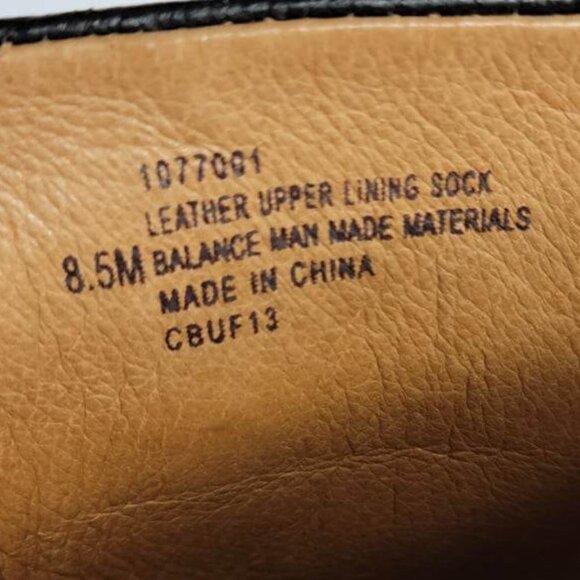 1077001
LEATHER UPPER LINING SOCK
8.5M BALANCE MAN MADE MATERIALS
MADE IN CHINA
CBUF13